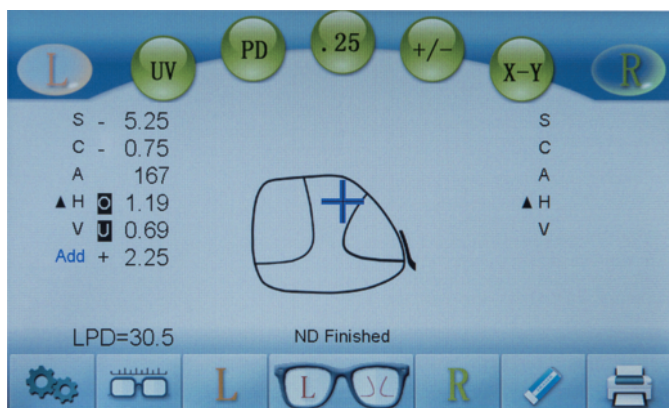 L UV PD .25 +/- X-Y R
S - 5.25 S
C - 0.75 C
A 167 A
▲ H O 1.19 ▲ H
V U 0.69 V
Add + 2.25
LPD=30.5 ND Finished
L L R